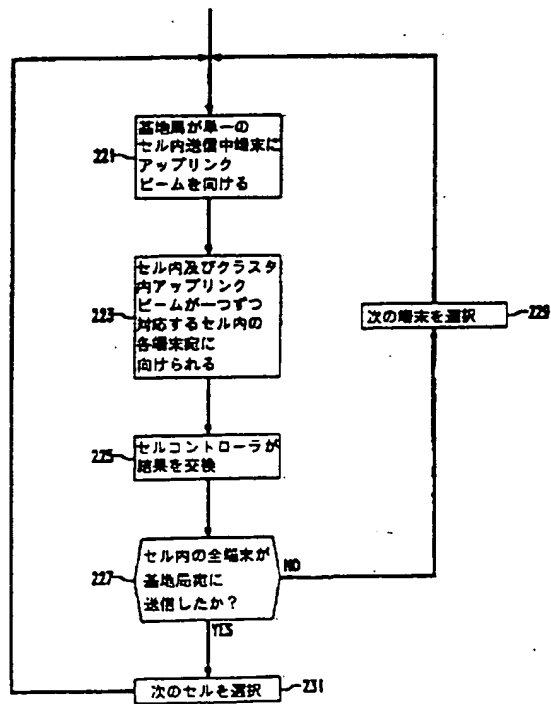 基地局が単一の
セル内送信中端末に
アップリンク
ビームを向ける
221
セル内及びクラスタ
内アップリンク
ビームが一つずつ
対応するセル内の
各端末宛に
向けられる
223
次の端末を選択
229
セルコントローラが
結果を交換
225
セル内の全端末が
基地局宛に
送信したか?
227
NO
YES
次のセルを選択
231